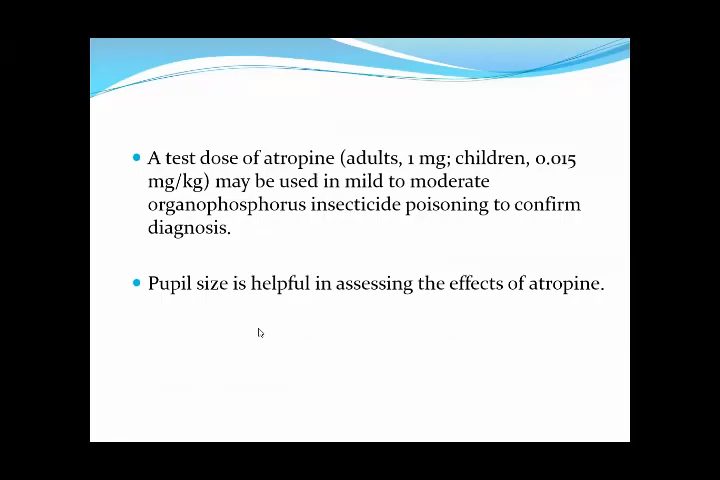 A test dose of atropine (adults, 1 mg; children, 0.015
mg/kg) may be used in mild to moderate
organophosphorus insecticide poisoning to confirm
diagnosis.
Pupil size is helpful in assessing the effects of atropine.